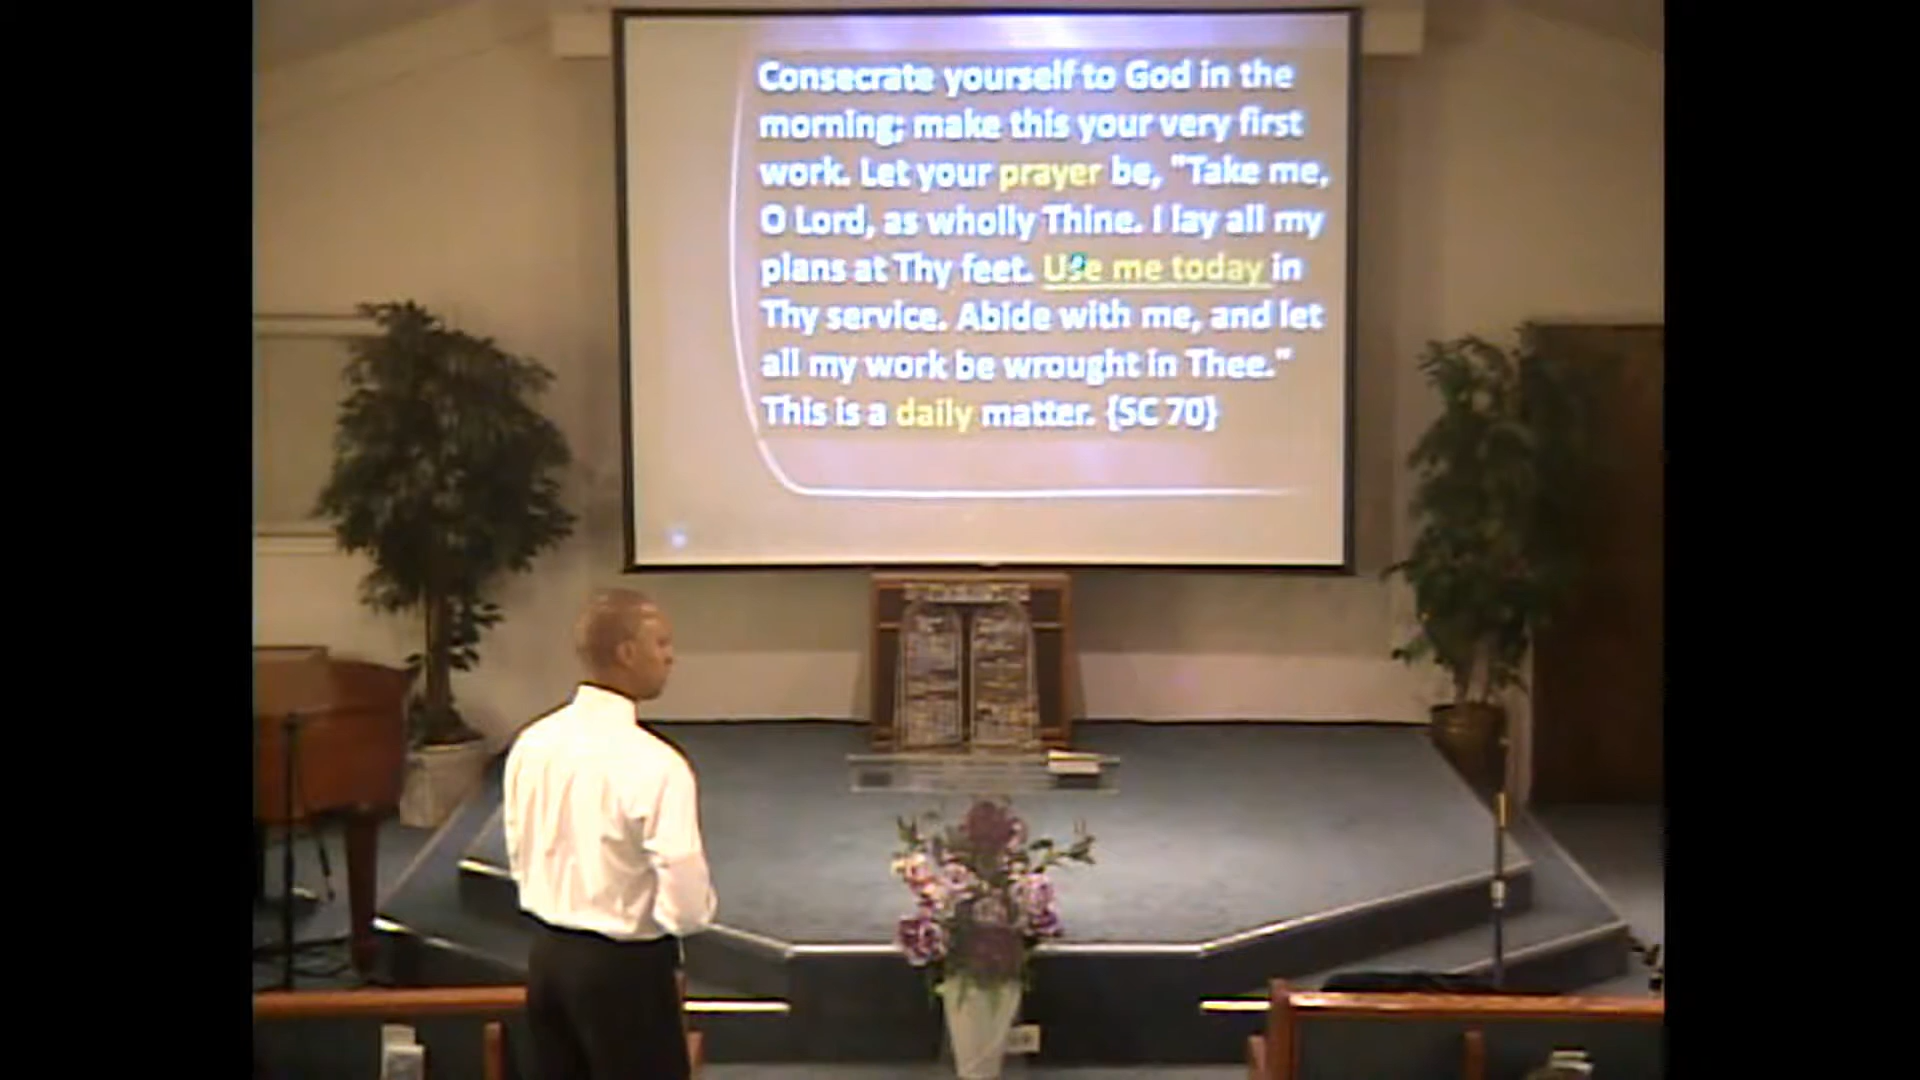 Consecrate yourself to God in the
morning; make this your very first
work. Let your prayer be, "Take me,
O Lord, as wholly Thine. I lay all my
plans at Thy feet. Use me today in
Thy service. Abide with me, and let
all my work be wrought in Thee."
This is a daily matter. {SC 70}